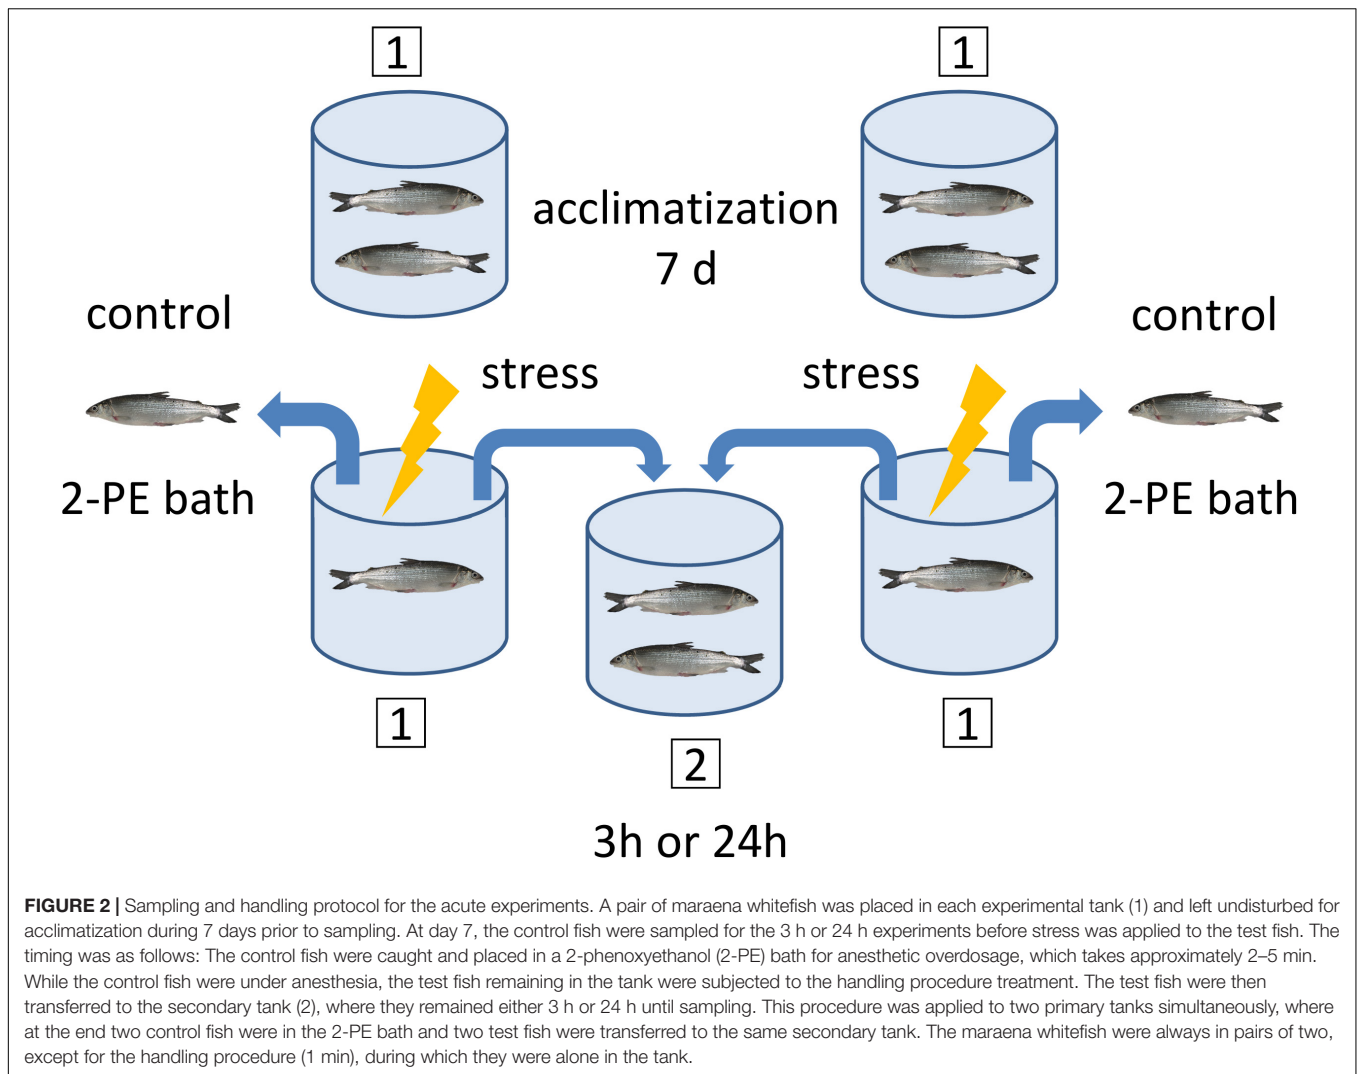 1
1
acclimatization
7 d
control
control
stress
stress
2-PE bath
2-PE bath
1
1
2
3h or 24h
FIGURE 2 | Sampling and handling protocol for the acute experiments. A pair of maraena whitefish was placed in each experimental tank (1) and left undisturbed for
acclimatization during 7 days prior to sampling. At day 7, the control fish were sampled for the 3 h or 24 h experiments before stress was applied to the test fish. The
timing was as follows: The control fish were caught and placed in a 2-phenoxyethanol (2-PE) bath for anesthetic overdosage, which takes approximately 2–5 min.
While the control fish were under anesthesia, the test fish remaining in the tank were subjected to the handling procedure treatment. The test fish were then
transferred to the secondary tank (2), where they remained either 3 h or 24 h until sampling. This procedure was applied to two primary tanks simultaneously, where
at the end two control fish were in the 2-PE bath and two test fish were transferred to the same secondary tank. The maraena whitefish were always in pairs of two,
except for the handling procedure (1 min), during which they were alone in the tank.